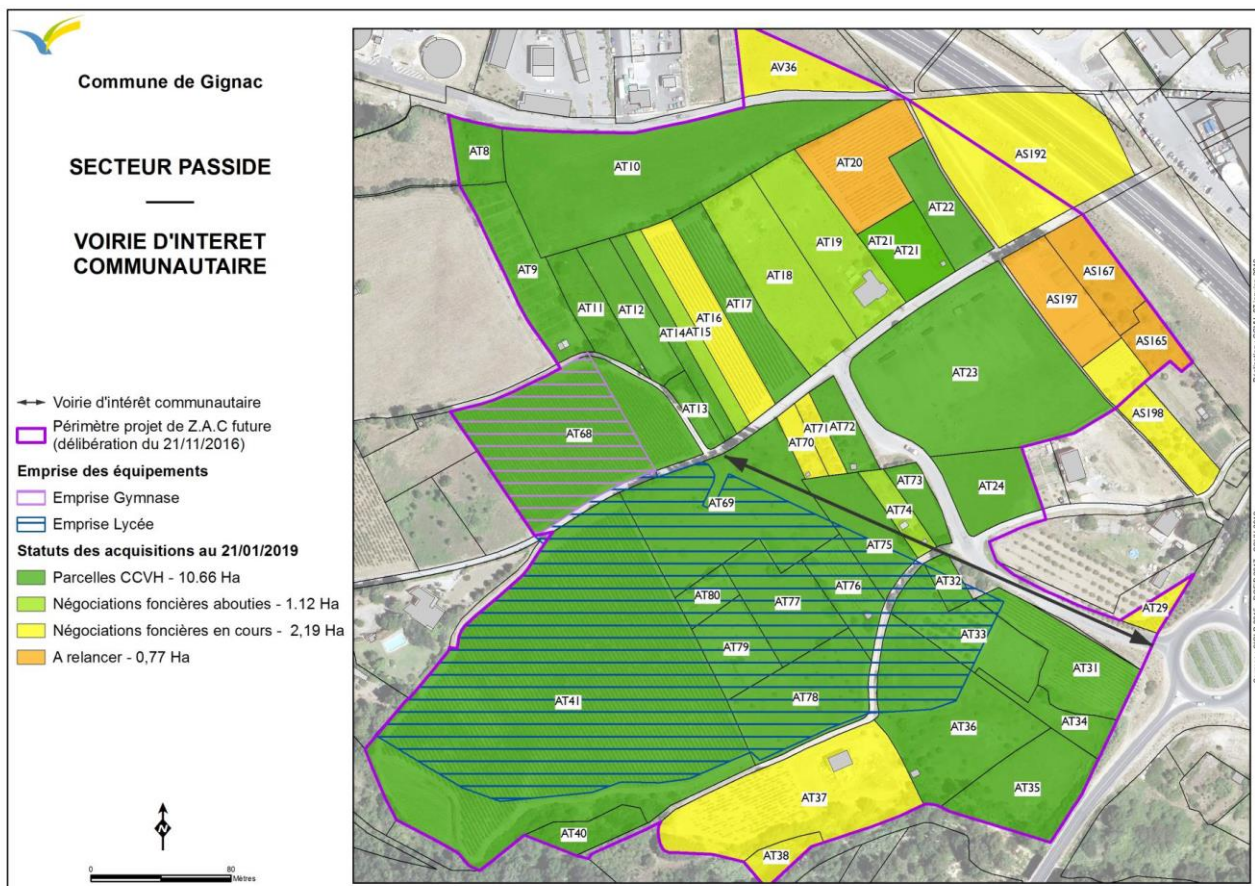 Commune de Gignac
SECTEUR PASSIDE
VOIRIE D'INTERET
COMMUNAUTAIRE
Voirie d'intérêt communautaire
Périmètre projet de Z.A.C future
(délibération du 21/11/2016)
Emprise des équipements
Emprise Gymnase
Emprise Lycée
Statuts des acquisitions au 21/01/2019
Parcelles CCVH - 10.66 Ha
Négociations foncières abouties - 1.12 Ha
Négociations foncières en cours - 2,19 Ha
A relancer - 0,77 Ha
N
0 80
Mètres
AV36
AT8
AT10
AT20
AS192
AT22
AT9
AT19
AT21
AT21
AT18
AS167
AT11
AT12
AT17
AS197
AT16
AT14
AT15
AS165
AT23
AT13
AS198
AT68
AT71
AT72
AT70
AT73
AT24
AT69
AT74
AT75
AT32
AT76
AT80
AT77
AT29
AT33
AT79
AT31
AT78
AT41
AT36
AT34
AT35
AT37
AT40
AT38